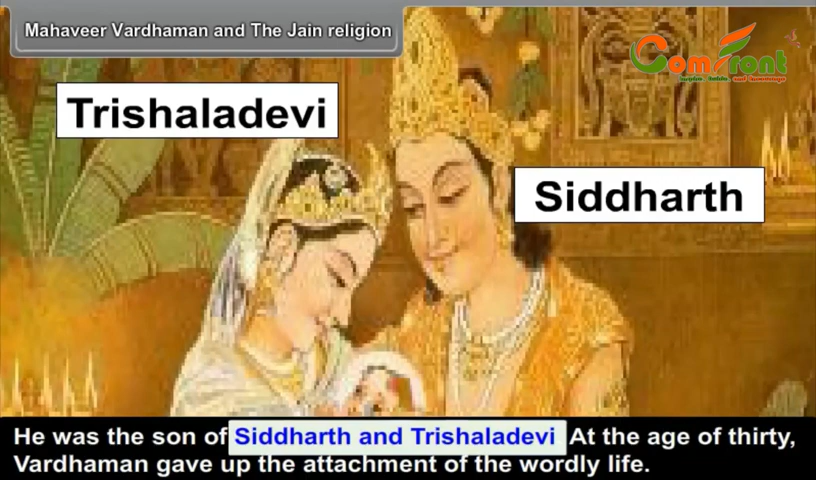 Mahaveer Vardhaman and The Jain religion
Comfront
Trishaladevi
Siddharth
He was the son of Siddharth and Trishaladevi At the age of thirty,
Vardhaman gave up the attachment of the wordly life.